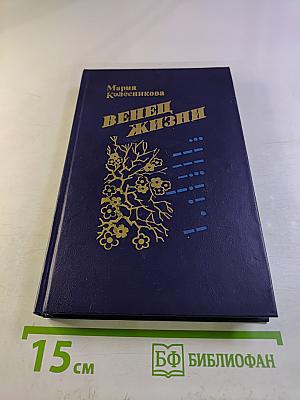 Мария
Колесникова
ВЕНЕЦ
ЖИЗНИ
15 см
БФ БИБЛИОФАН